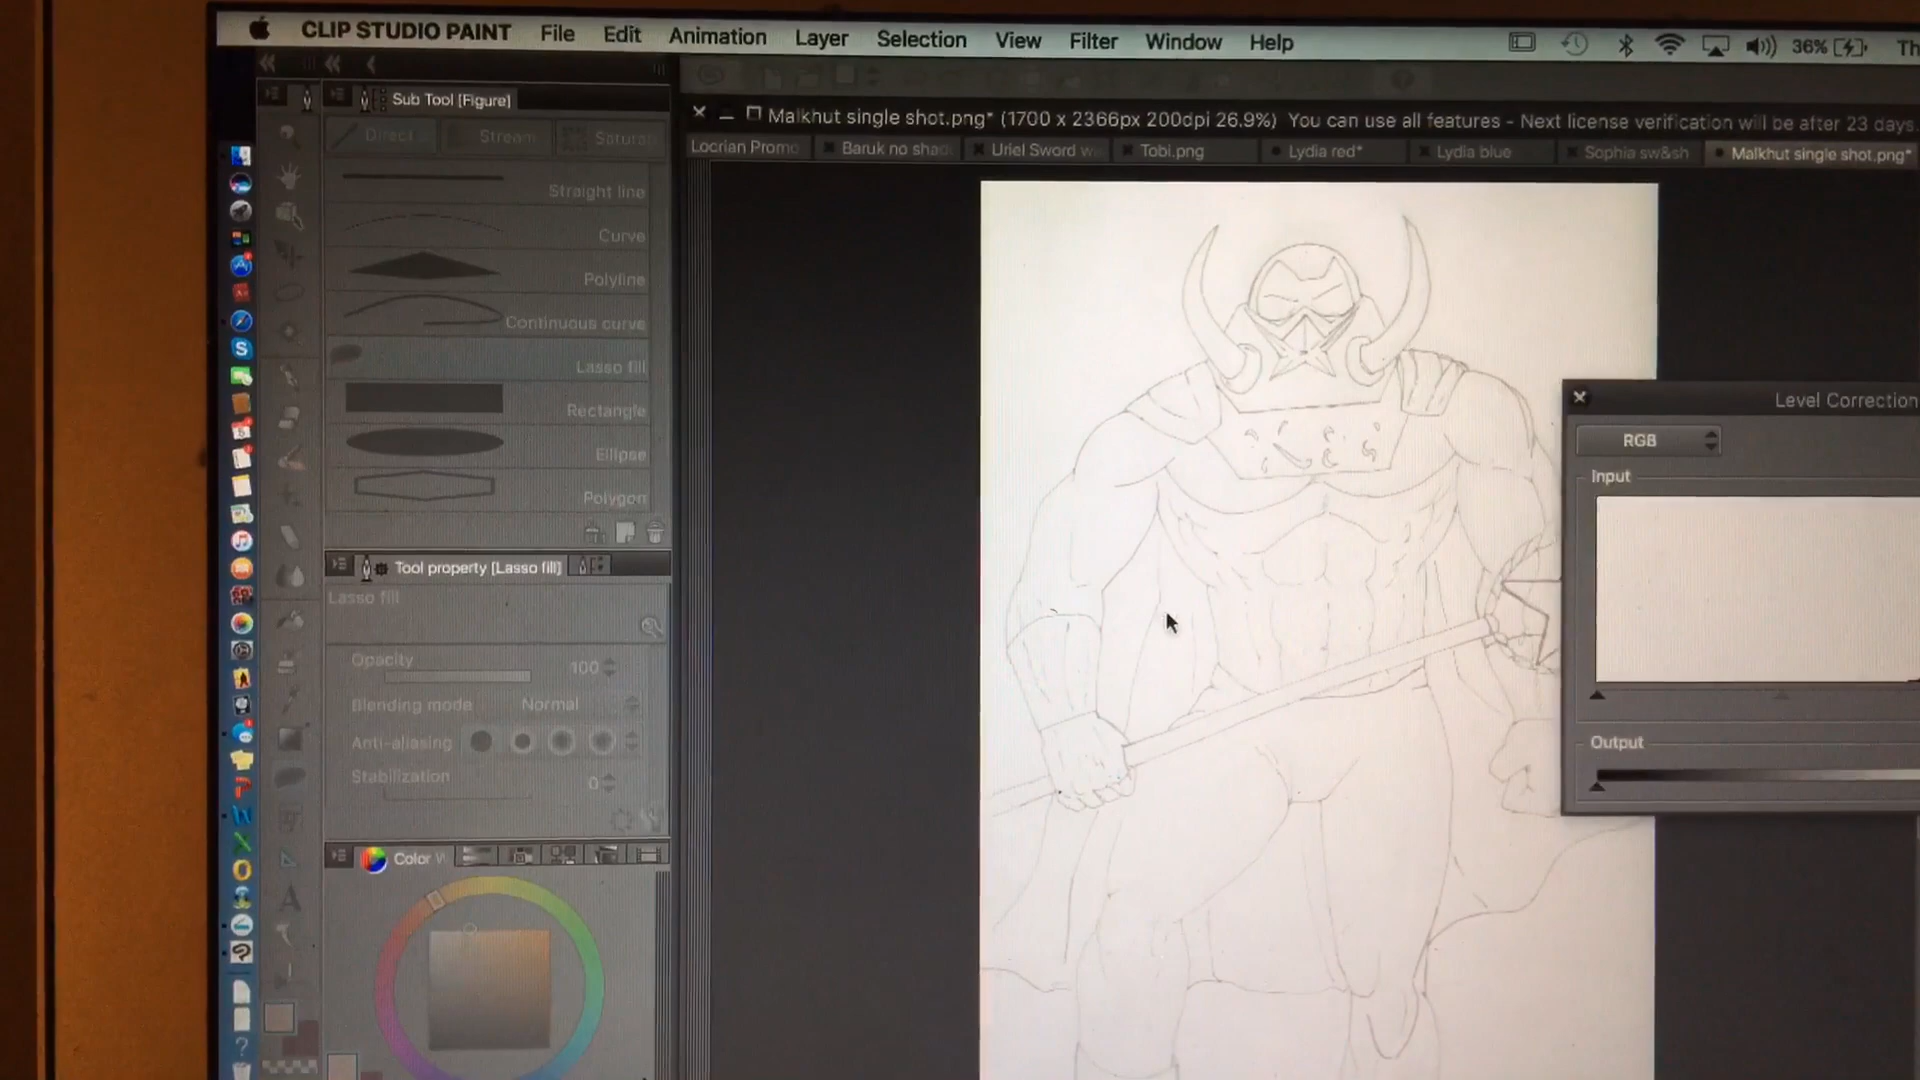 CLIP STUDIO PAINT File Edit Animation Layer Selection View Filter Window Help 36% Th
Sub Tool [Figure]
Malkhut single shot.png* (1700 x 2366px 200dpi 26.9%) You can use all features - Next license verification will be after 23 days.
Direct Stream Saturat
Locrian Promo Baruk no shad Uriel Sword w Tobi.png Lydia red* Lydia blue Sophia sw&sh Malkhut single shot.png*
Straight line
Curve
Polyline
Continuous curve
Lasso fill
Rectangle
Ellipse
Polygon
Level Correction
RGB
Input
Output
Tool property [Lasso fill]
Lasso fill
Opacity 100
Blending mode Normal
Anti-aliasing
Stabilization 0
Color W